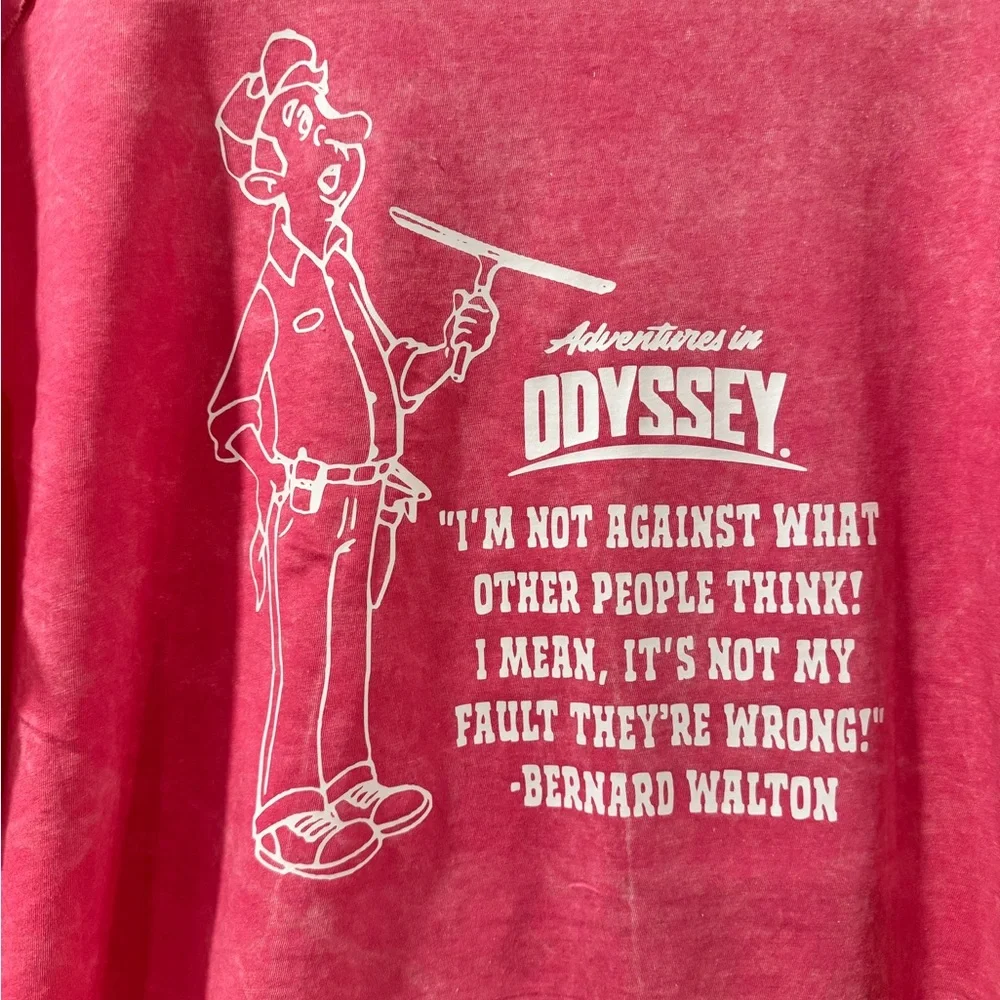 Adventures in
ODYSSEY.
"I'M NOT AGAINST WHAT
OTHER PEOPLE THINK!
I MEAN, IT'S NOT MY
FAULT THEY'RE WRONG!"
-BERNARD WALTON